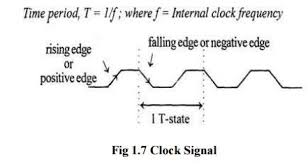 Time period, T = 1/f ; where f = Internal clock frequency
rising edge
or
positive edge
falling edge or negative edge
1 T-state
Fig 1.7 Clock Signal